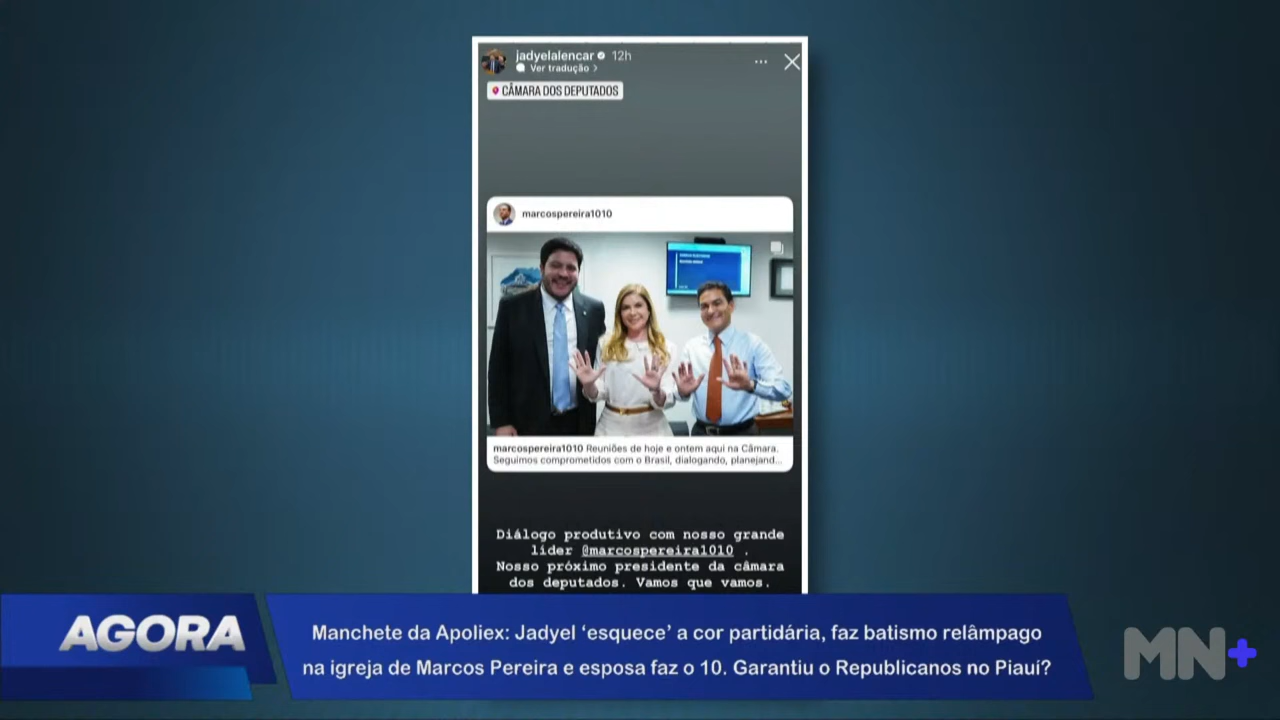 jadyelalencar 12h
Ver tradução >
CÂMARA DOS DEPUTADOS
marcospereira1010
marcospereira1010 Reuniões de hoje e ontem aqui na Câmara.
Seguimos comprometidos com o Brasil, dialogando, planejand...
Diálogo produtivo com nosso grande
líder @marcospereira1010 .
Nosso próximo presidente da câmara
dos deputados. Vamos que vamos.
AGORA
Manchete da Apoliex: Jadyel ‘esquece’ a cor partidária, faz batismo relâmpago
na igreja de Marcos Pereira e esposa faz o 10. Garantiu o Republicanos no Piauí?
MN+